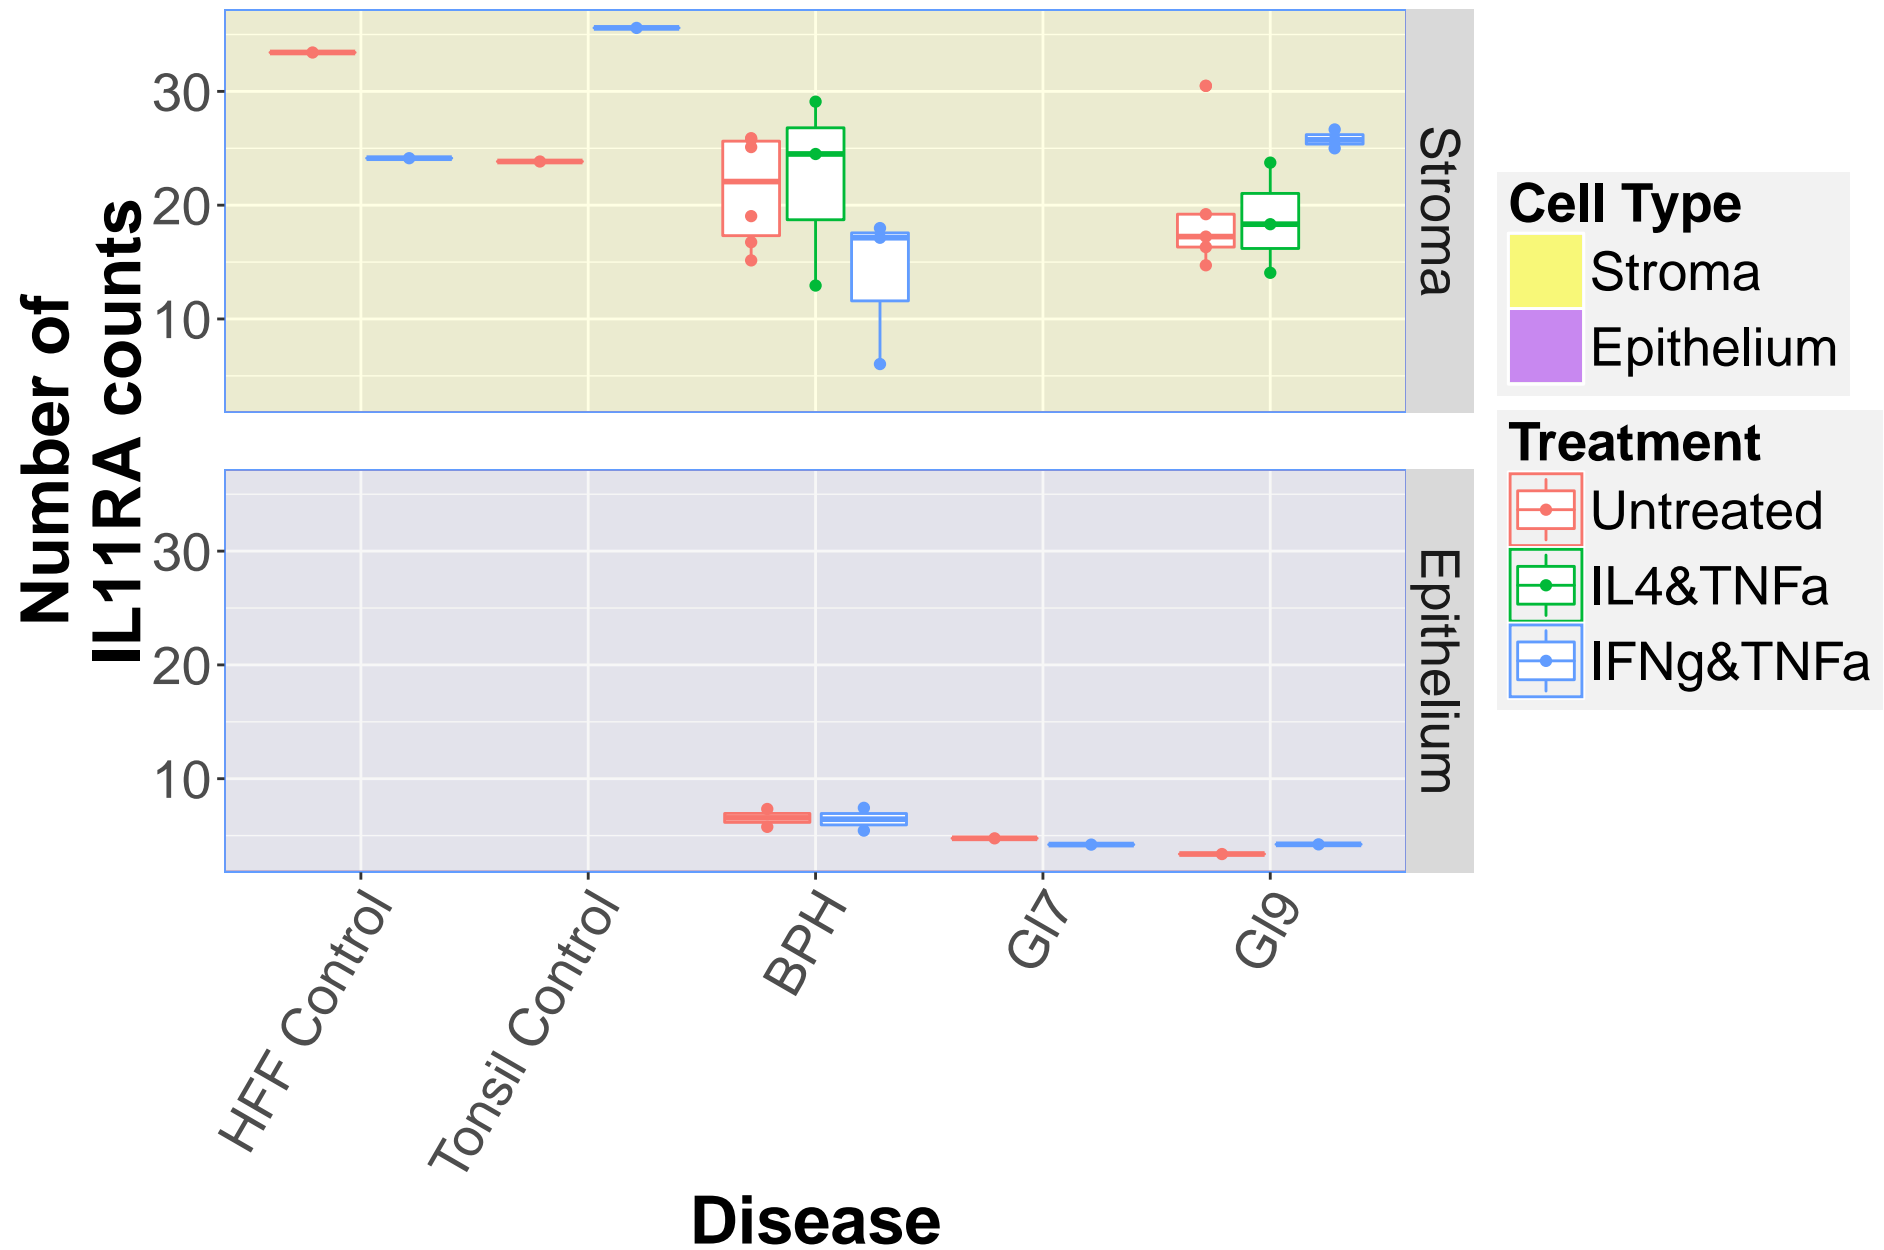 Number of
IL11RA counts
30
20
10
Stroma
30
20
10
Epithelium
HFF Control
Tonsil Control
BPH
Gl7
Gl9
Disease
Cell Type
Stroma
Epithelium
Treatment
Untreated
IL4&TNFa
IFNg&TNFa